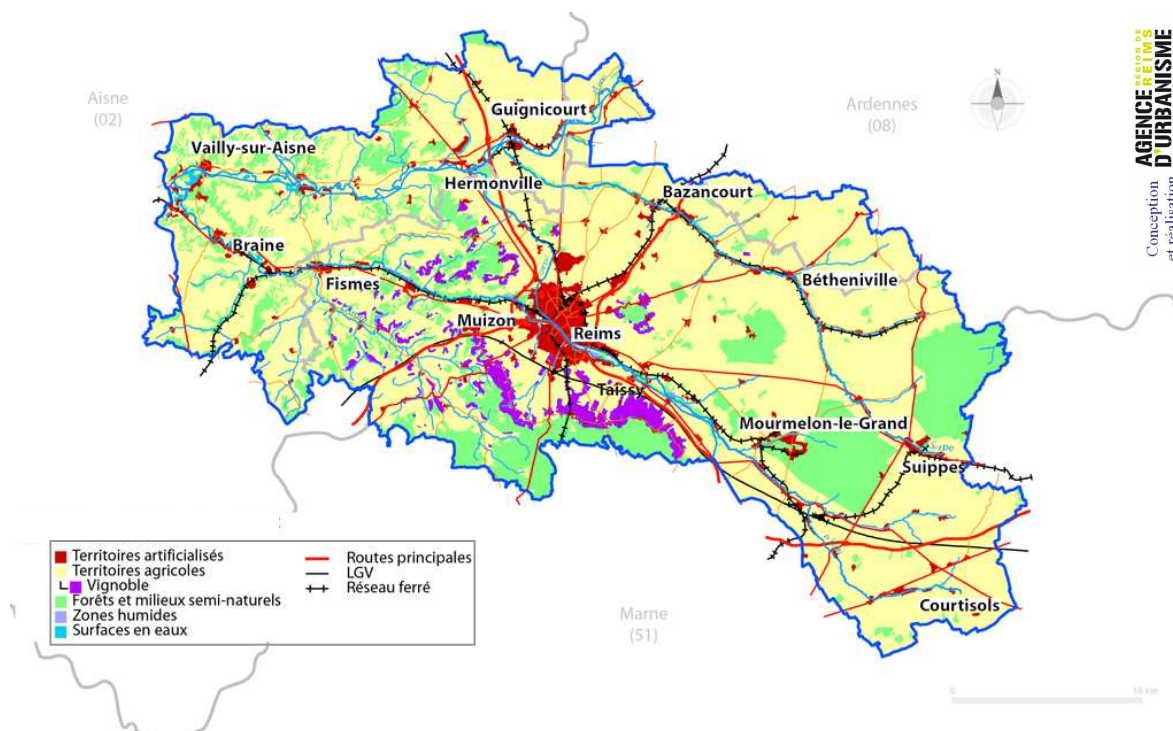 Aisne
(02)
Ardennes
(08)
N
AGENCE
RÉGION DE
REIMS
D'URBANISME
Conception
et réalisation
Guignicourt
Vailly-sur-Aisne
Hermonville
Bazancourt
Braine
Fismes
Bétheniville
Muizon
Reims
Taissy
Mourmelon-le-Grand
Suippes
Courtisols
Marne
(51)
Territoires artificialisés
Territoires agricoles
Vignoble
Forêts et milieux semi-naturels
Zones humides
Surfaces en eaux
Routes principales
LGV
Réseau ferré
0 10 Km